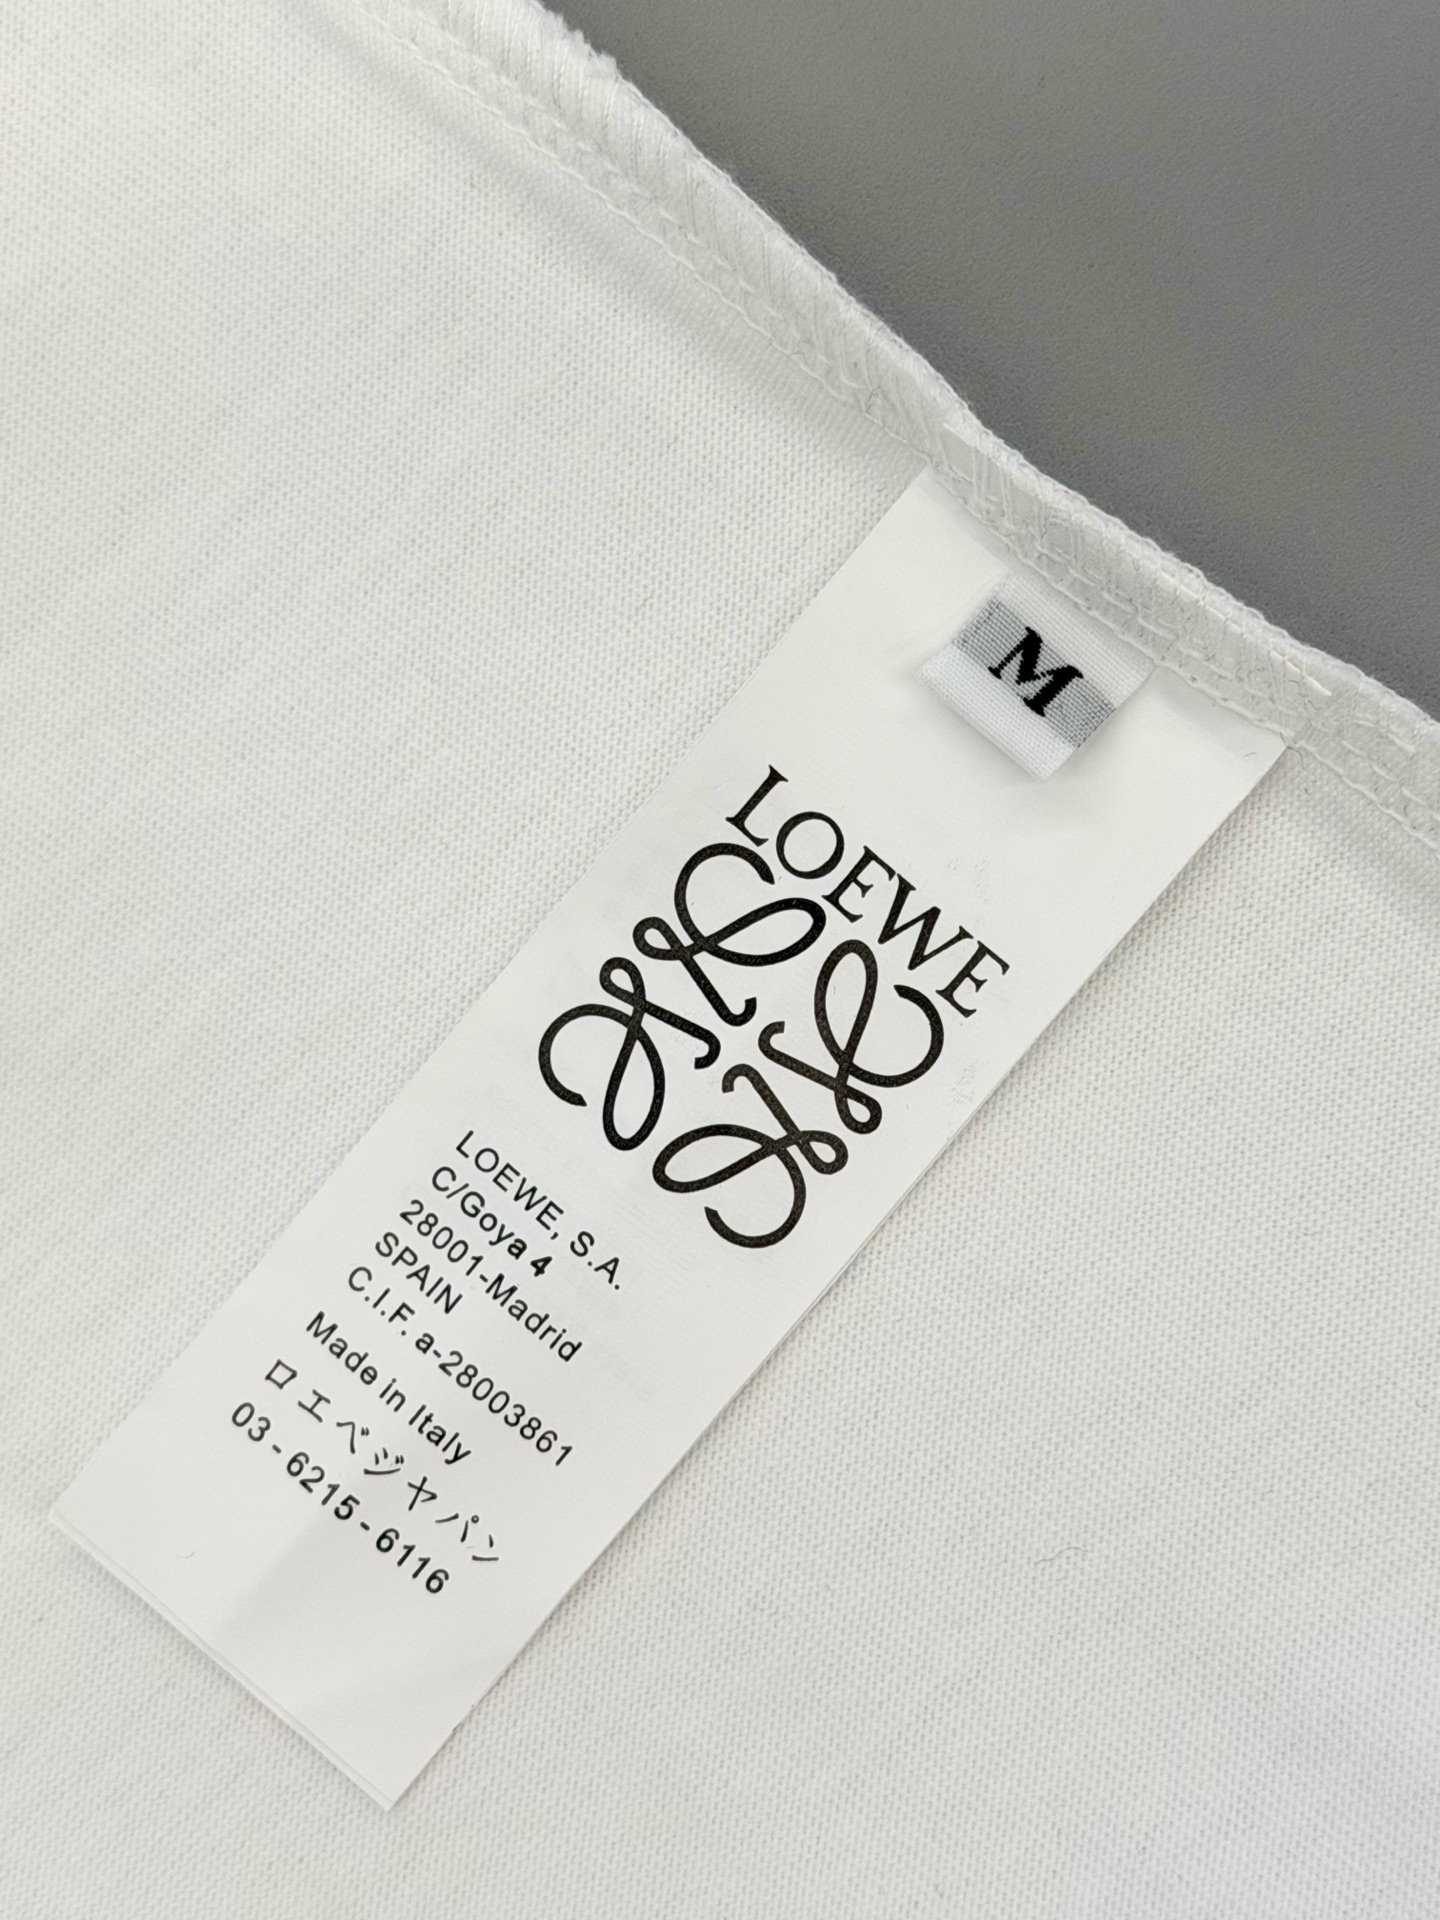 M
LOEWE
LOEWE, S.A.
C/Goya 4
28001-Madrid
SPAIN
C.I.F. a-28003861
Made in Italy
ロエベジャパン
03-6215-6116